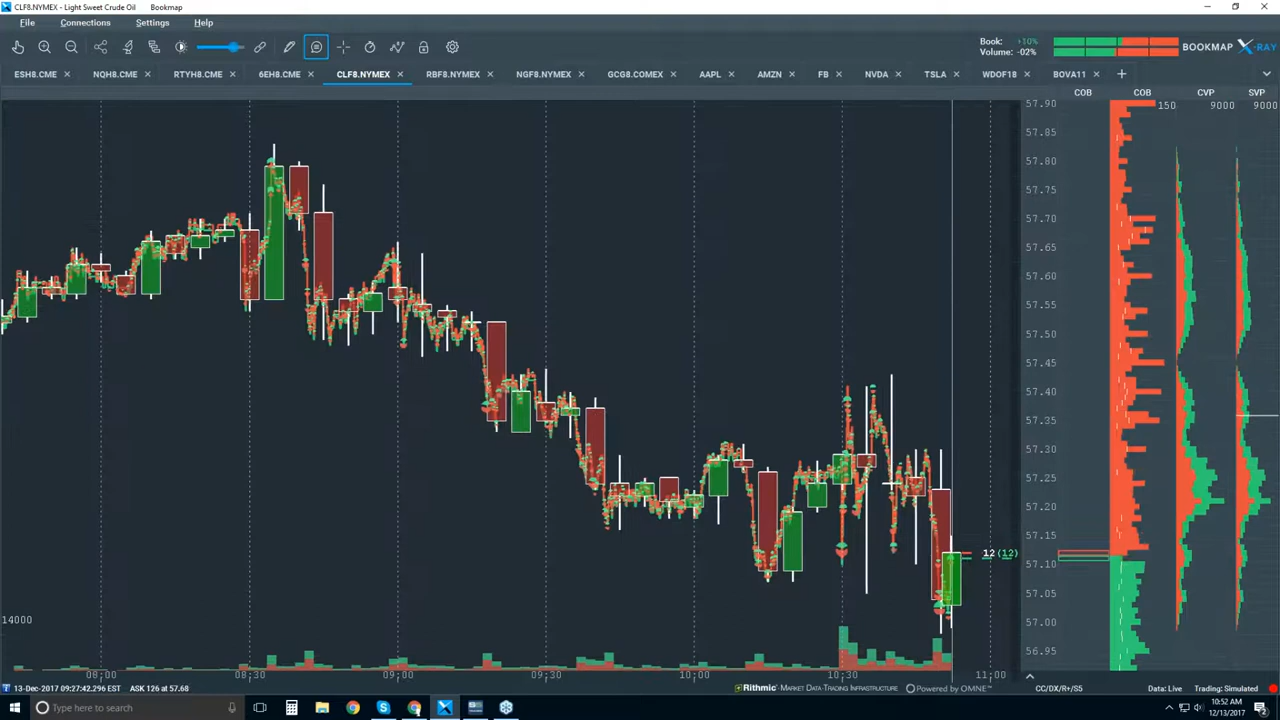 CLF8.NYMEX - Light Sweet Crude Oil Bookmap
File Connections Settings Help
Book: +10%
Volume: -02%
BOOKMAP X-RAY
ESH8.CME NQH8.CME RTYH8.CME 6EH8.CME CLF8.NYMEX RBF8.NYMEX NGF8.NYMEX GCG8.COMEX AAPL AMZN FB NVDA TSLA WDOF18 BOVA11
COB COB CVP SVP
57.90 150 9000 9000
57.85
57.80
57.75
57.70
57.65
57.60
57.55
57.50
57.45
57.40
57.35
57.30
57.25
57.20
57.15
12 (12)
57.10
57.05
57.00
14000
56.95
08:00 08:30 09:00 09:30 10:00 10:30 11:00
13-Dec-2017 09:27:42.296 EST ASK 126 at 57.68
Rithmic™ MARKET DATA·TRADING INFRASTRUCTURE Powered by OMNE™
CC/DX/R+/S5 Data: Live Trading: Simulated
Type here to search
10:52 AM
12/13/2017
2